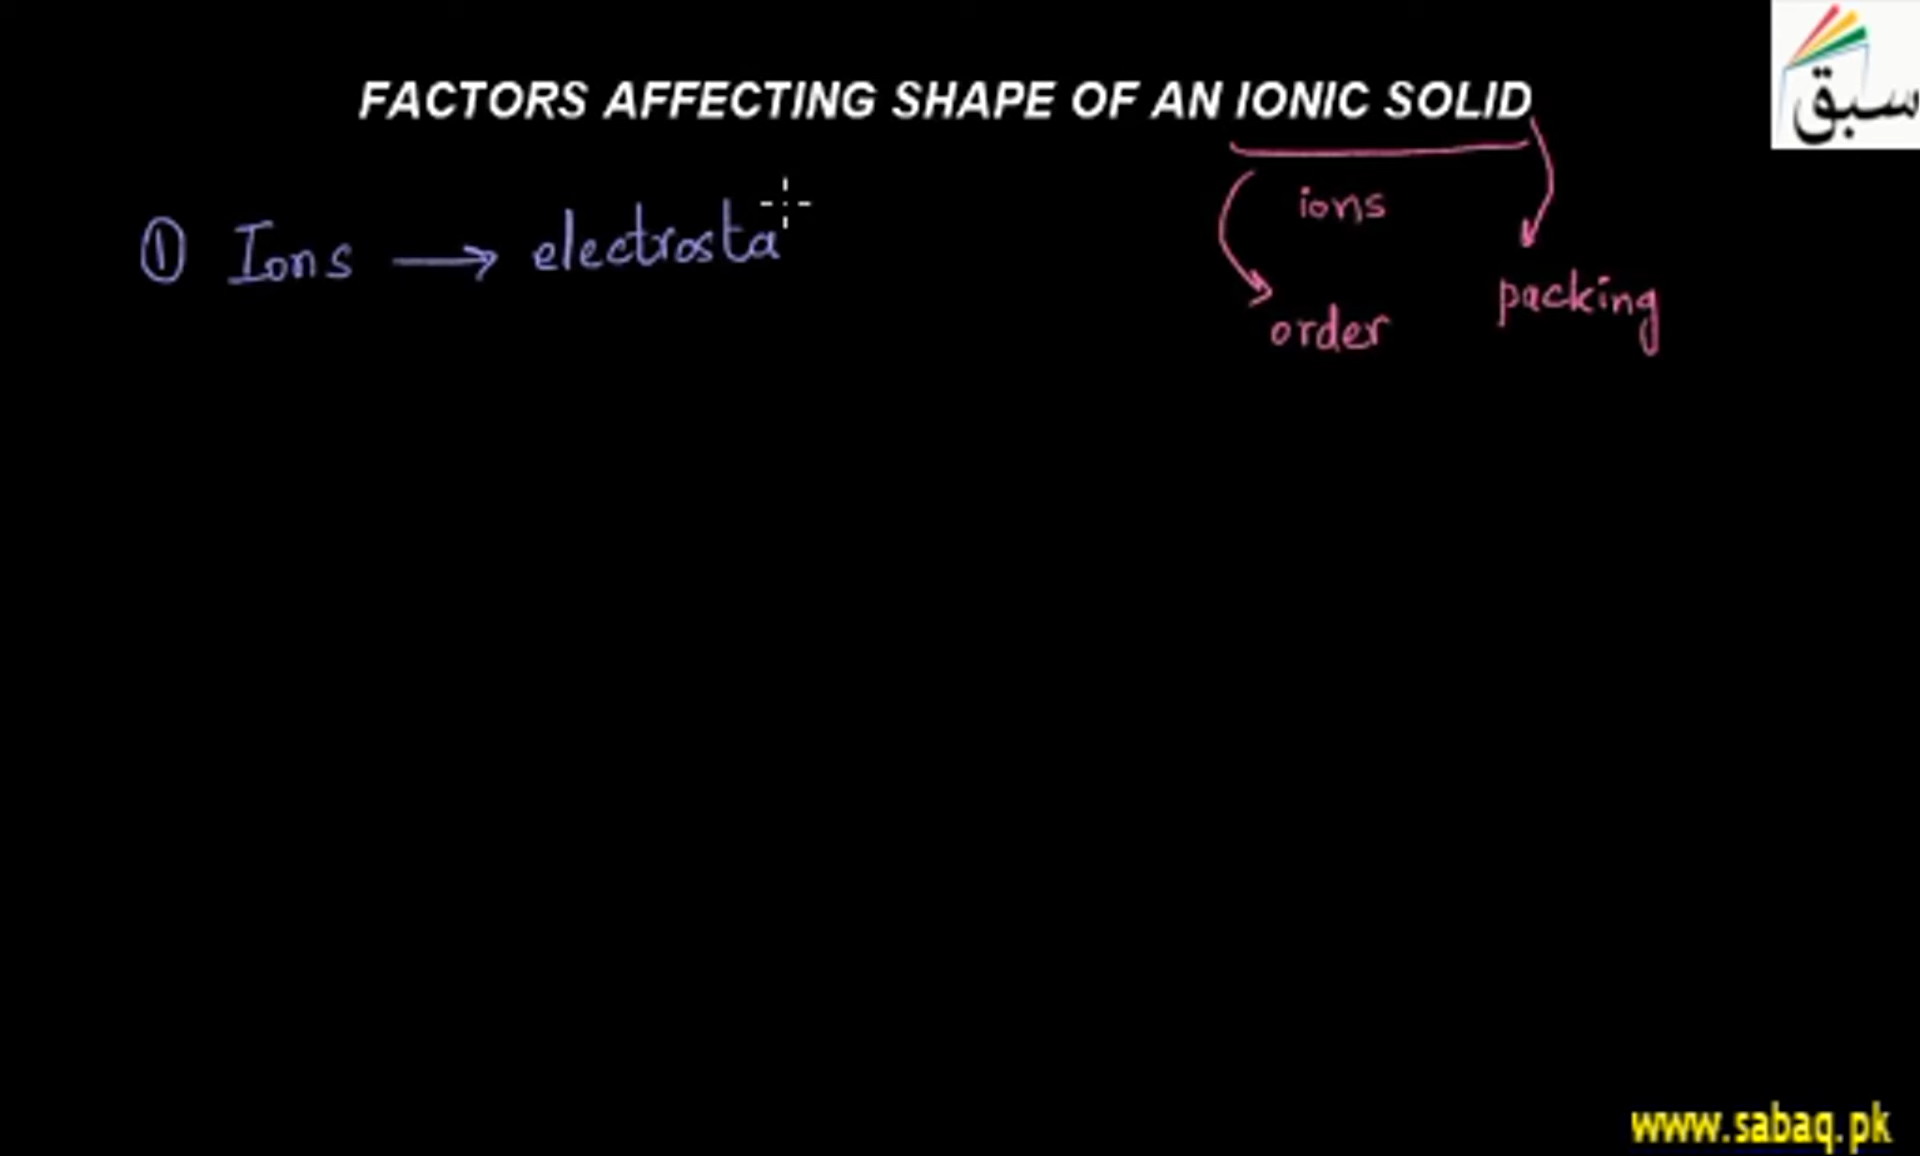 FACTORS AFFECTING SHAPE OF AN IONIC SOLID
سبق
① Ions → electrosta
ions
order
packing
www.sabaq.pk